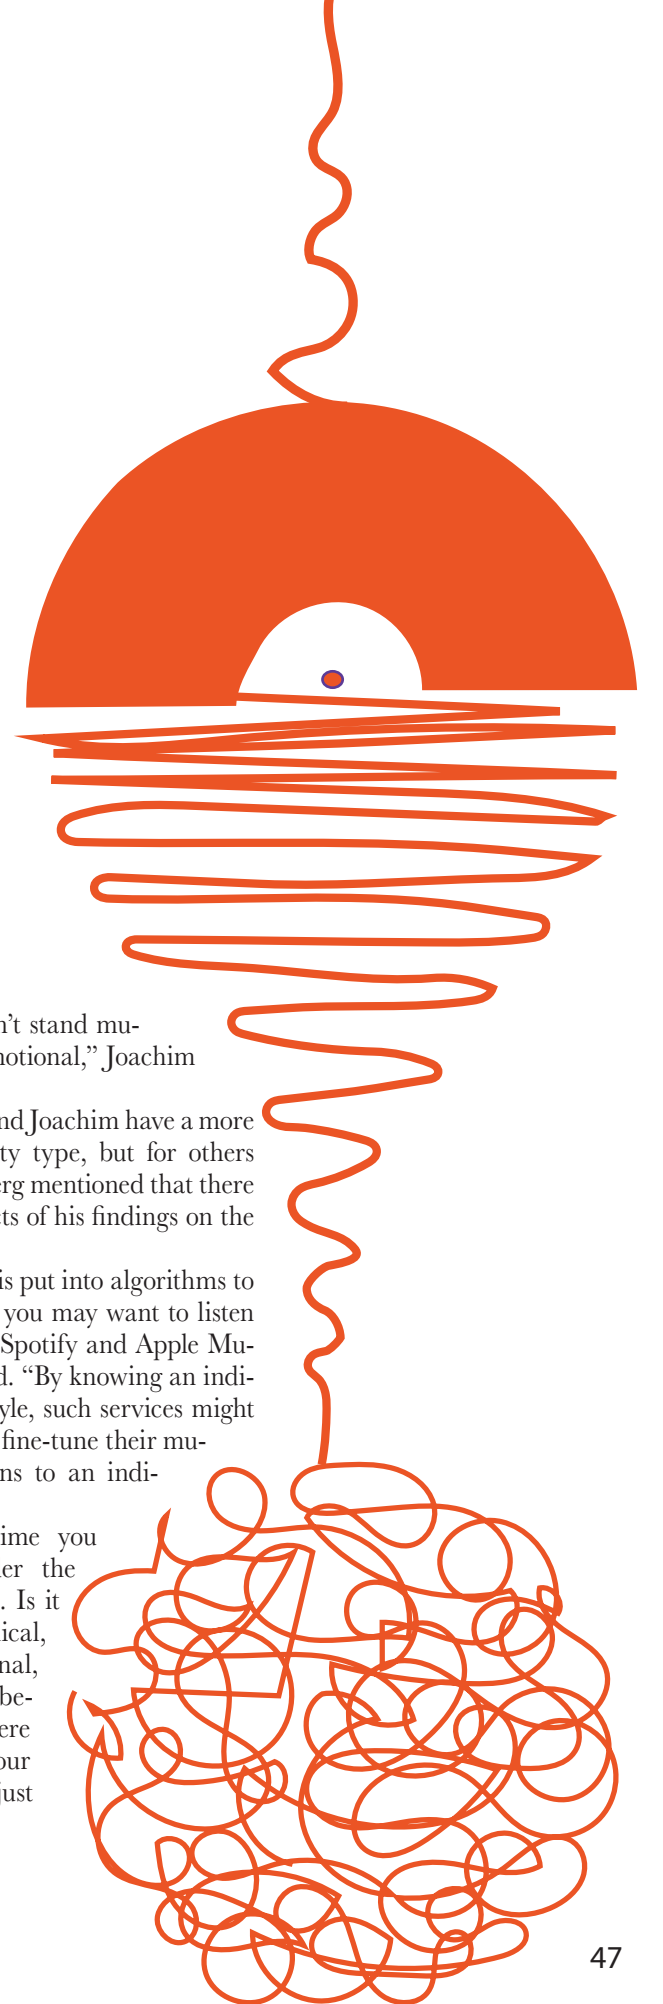 n't stand mu-
notional,” Joachim
nd Joachim have a more
ty type, but for others
erg mentioned that there
cts of his findings on the
is put into algorithms to
you may want to listen
Spotify and Apple Mu-
d. “By knowing an indi-
yle, such services might
fine-tune their mu-
ns to an indi-
ime you
er the
. Is it
ical,
nal,
be-
ere
our
just
47